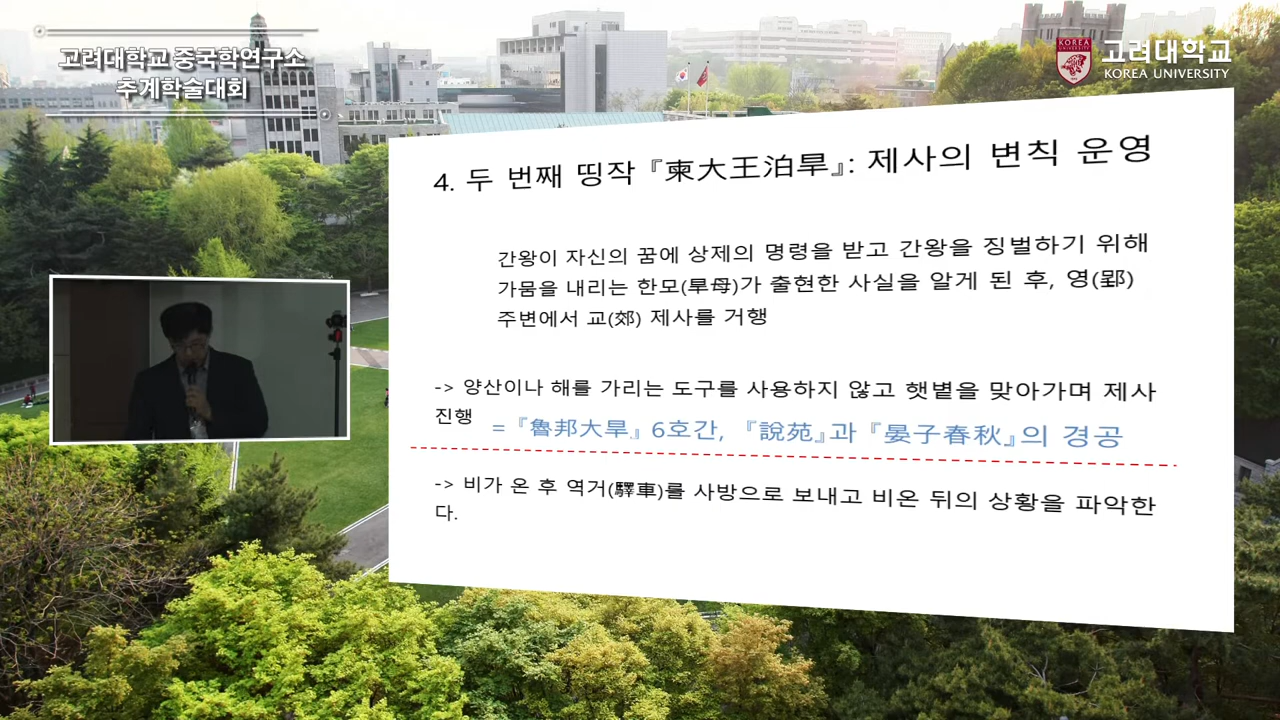 고려대학교 중국학연구소
추계학술대회
고려대학교
KOREA UNIVERSITY
KOREA
4. 두 번째 띵작 『柬大王泊旱』: 제사의 변칙 운영
간왕이 자신의 꿈에 상제의 명령을 받고 간왕을 징벌하기 위해
가뭄을 내리는 한모(旱母)가 출현한 사실을 알게 된 후, 영(郢)
주변에서 교(郊) 제사를 거행
-> 양산이나 해를 가리는 도구를 사용하지 않고 햇볕을 맞아가며 제사
진행
= 『魯邦大旱』 6호간, 『說苑』과 『晏子春秋』의 경공
-> 비가 온 후 역거(驛車)를 사방으로 보내고 비온 뒤의 상황을 파악한
다.